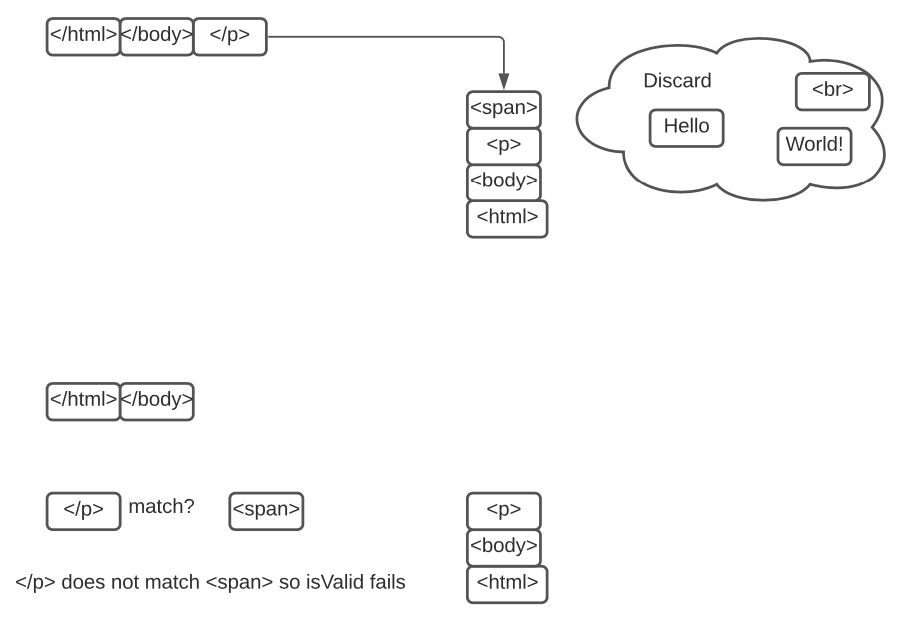 </html> </body> </p>
Discard
<br>
<span>
Hello
<p>
World!
<body>
<html>
</html> </body>
</p> match? <span>
<p>
<body>
</p> does not match <span> so isValid fails
<html>